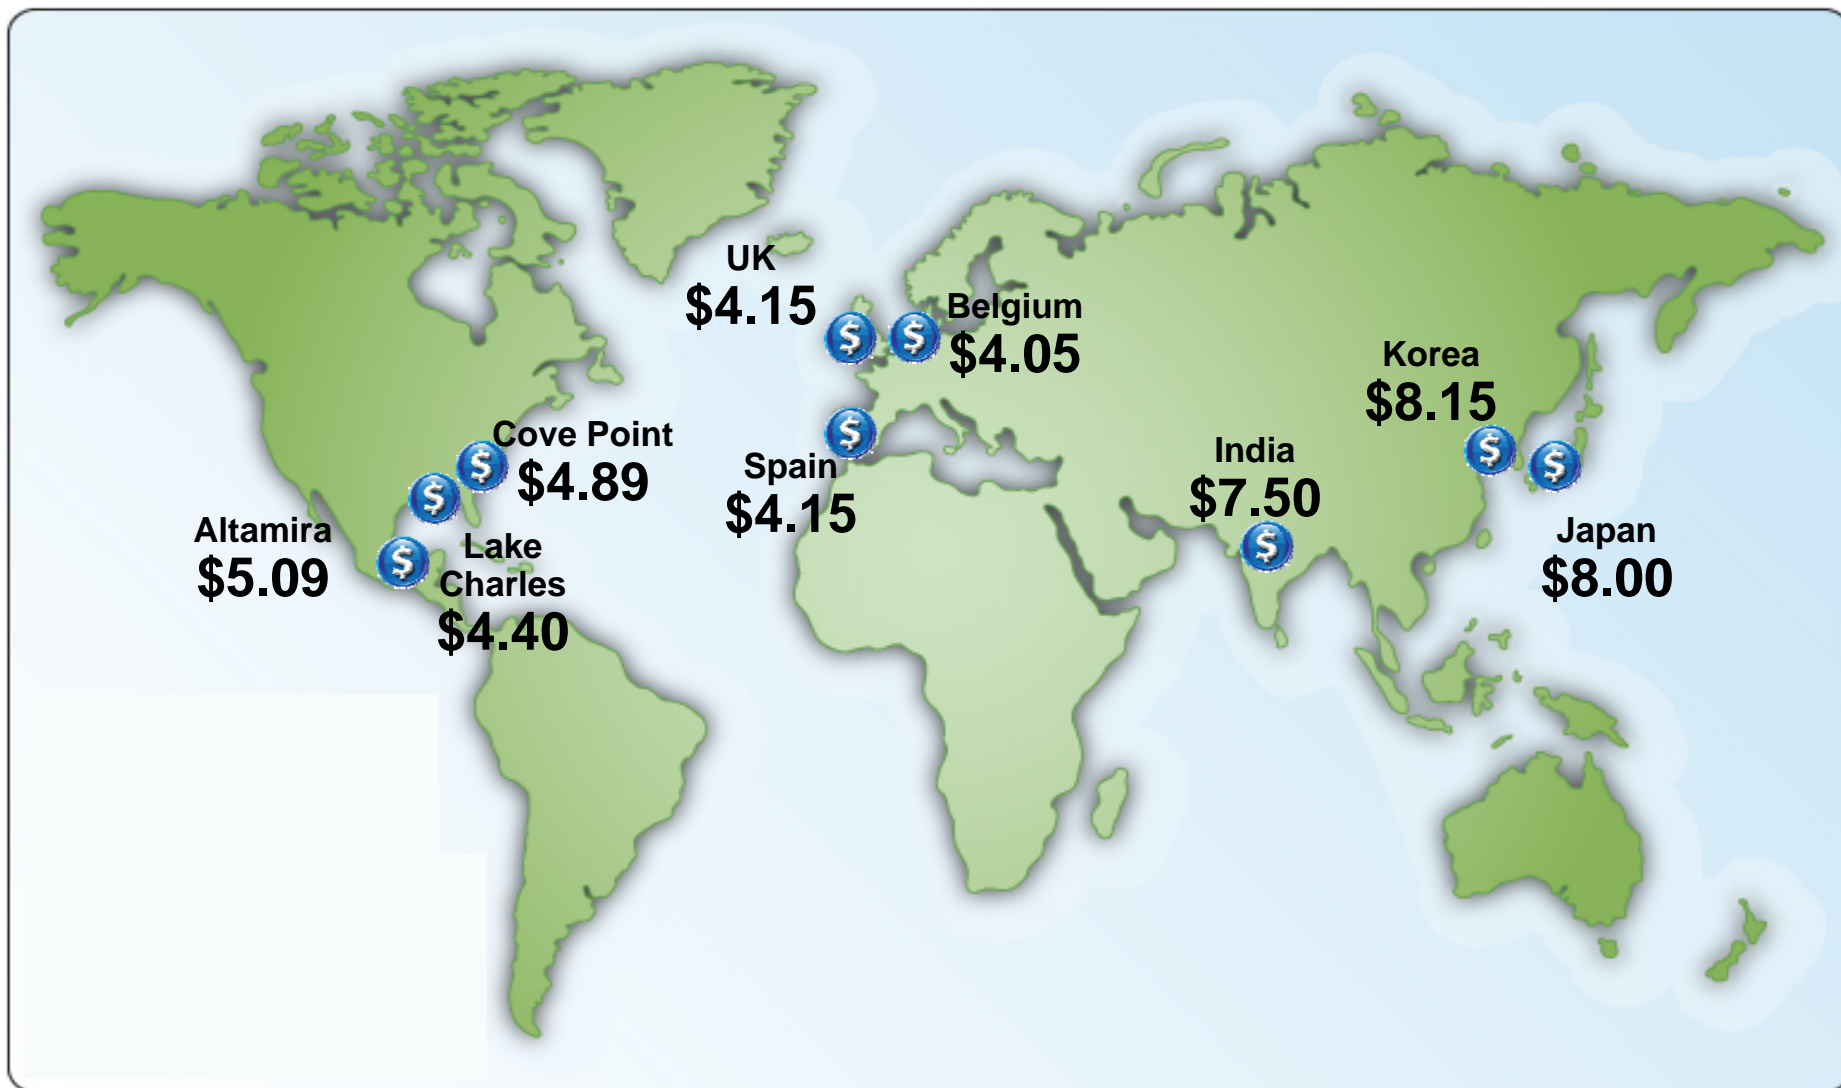 UK
$4.15
Belgium
$4.05
Korea
$8.15
Cove Point
$4.89
Spain
$4.15
India
$7.50
Altamira
$5.09
Lake
Charles
$4.40
Japan
$8.00
$
$
$
$
$
$
$
$
$